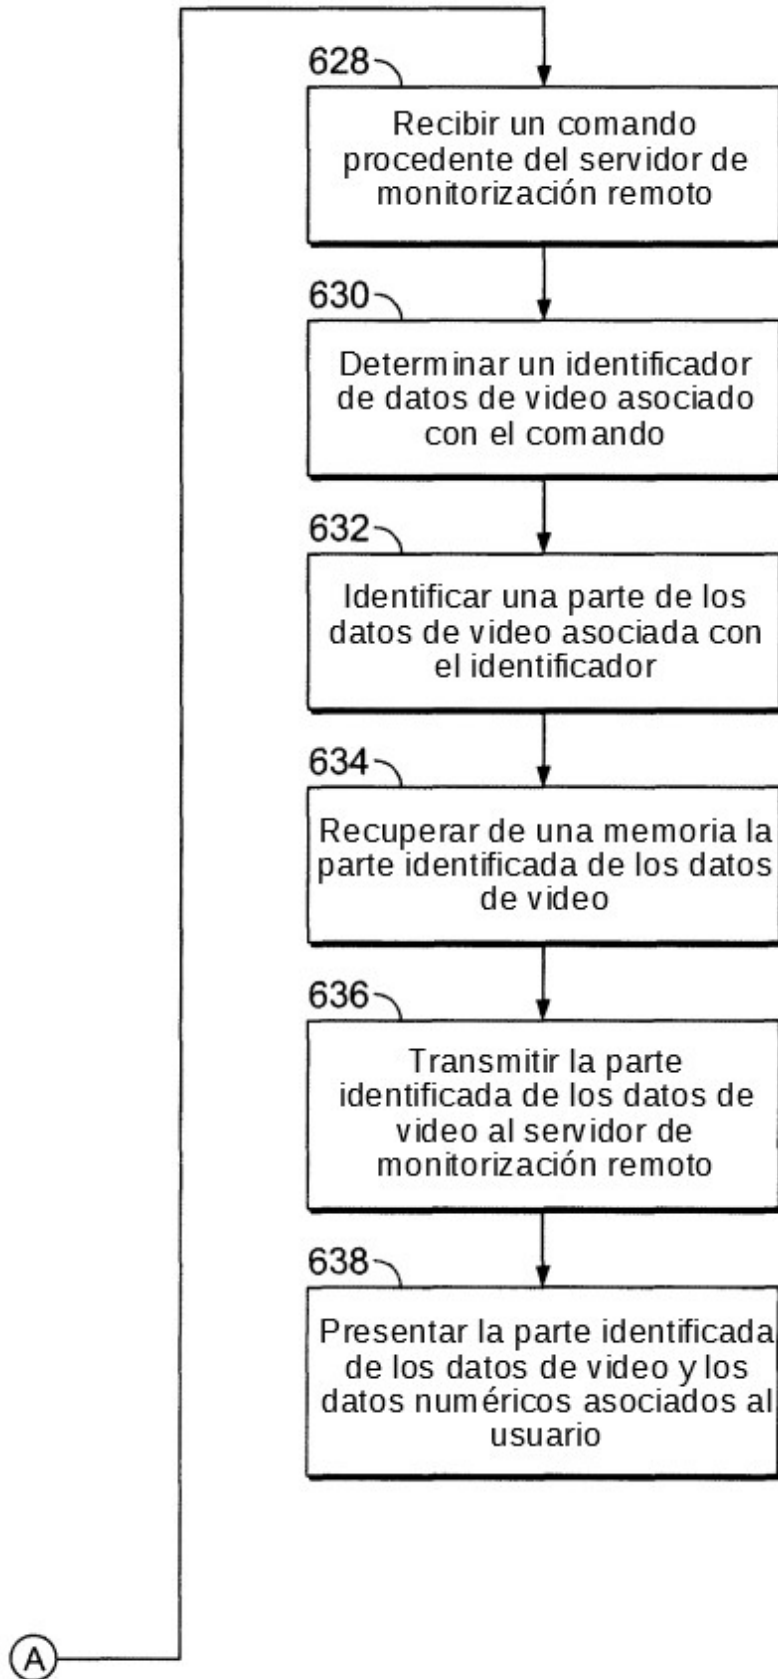 628
Recibir un comando
procedente del servidor de
monitorización remoto
630
Determinar un identificador
de datos de video asociado
con el comando
632
Identificar una parte de los
datos de video asociada con
el identificador
634
Recuperar de una memoria la
parte identificada de los datos
de video
636
Transmitir la parte
identificada de los datos de
video al servidor de
monitorización remoto
638
Presentar la parte identificada
de los datos de video y los
datos numéricos asociados al
usuario
A